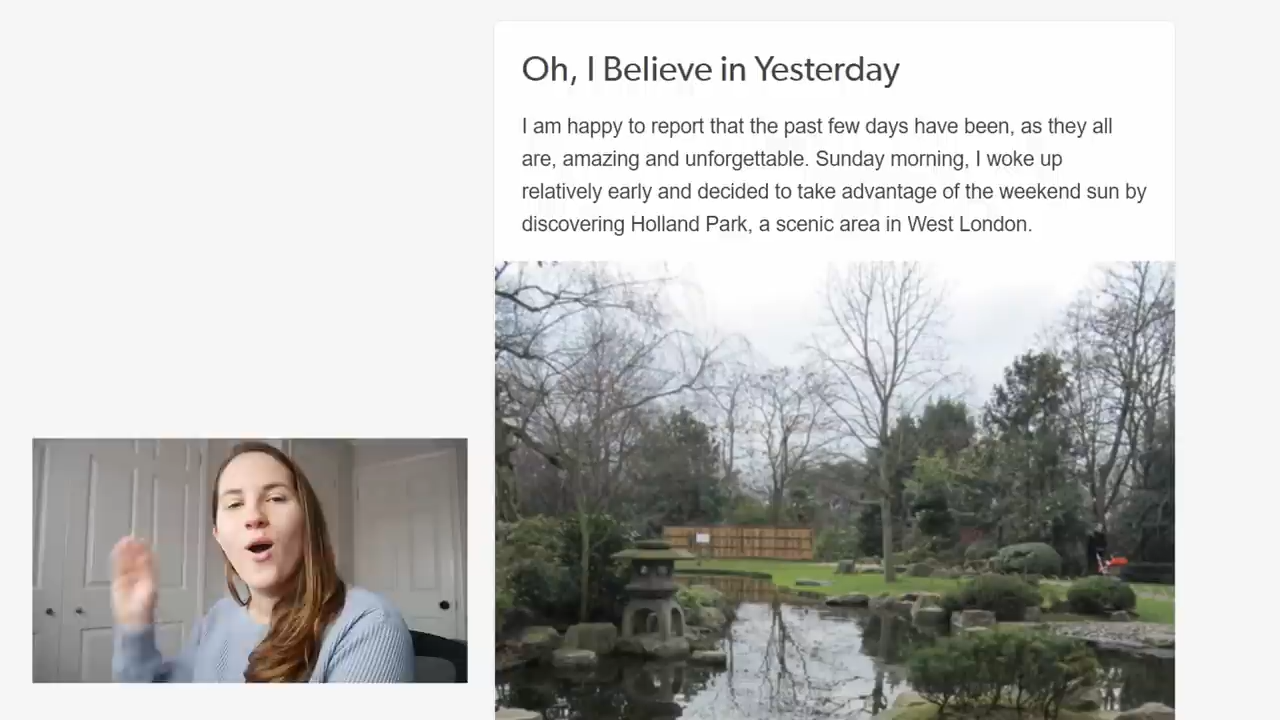 Oh, I Believe in Yesterday
I am happy to report that the past few days have been, as they all
are, amazing and unforgettable. Sunday morning, I woke up
relatively early and decided to take advantage of the weekend sun by
discovering Holland Park, a scenic area in West London.